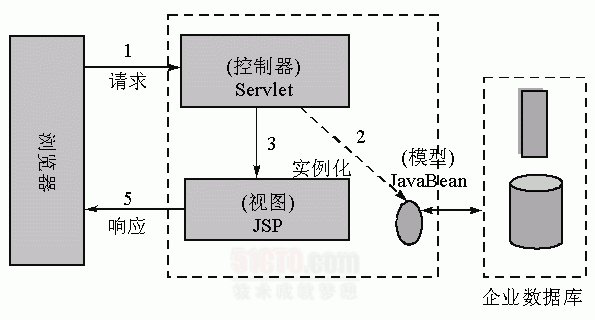 1
请求
(控制器)
Servlet
浏览器
3
2
实例化
(模型)
JavaBean
5
响应
(视图)
JSP
企业数据库
51CTO.com
技术成就梦想